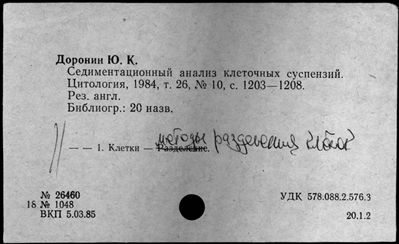 Доронин Ю. К.
Седиментационный анализ клеточных суспензий.
Цитология, 1984, т. 26, № 10, с. 1203—1208.
Рез. англ.
Библиогр.: 20 назв.
методы разделения клеток
— — 1. Клетки — Разделение.
№ 26460
18 № 1048
ВКП 5.03.85
УДК 578.088.2.576.3
20.1.2